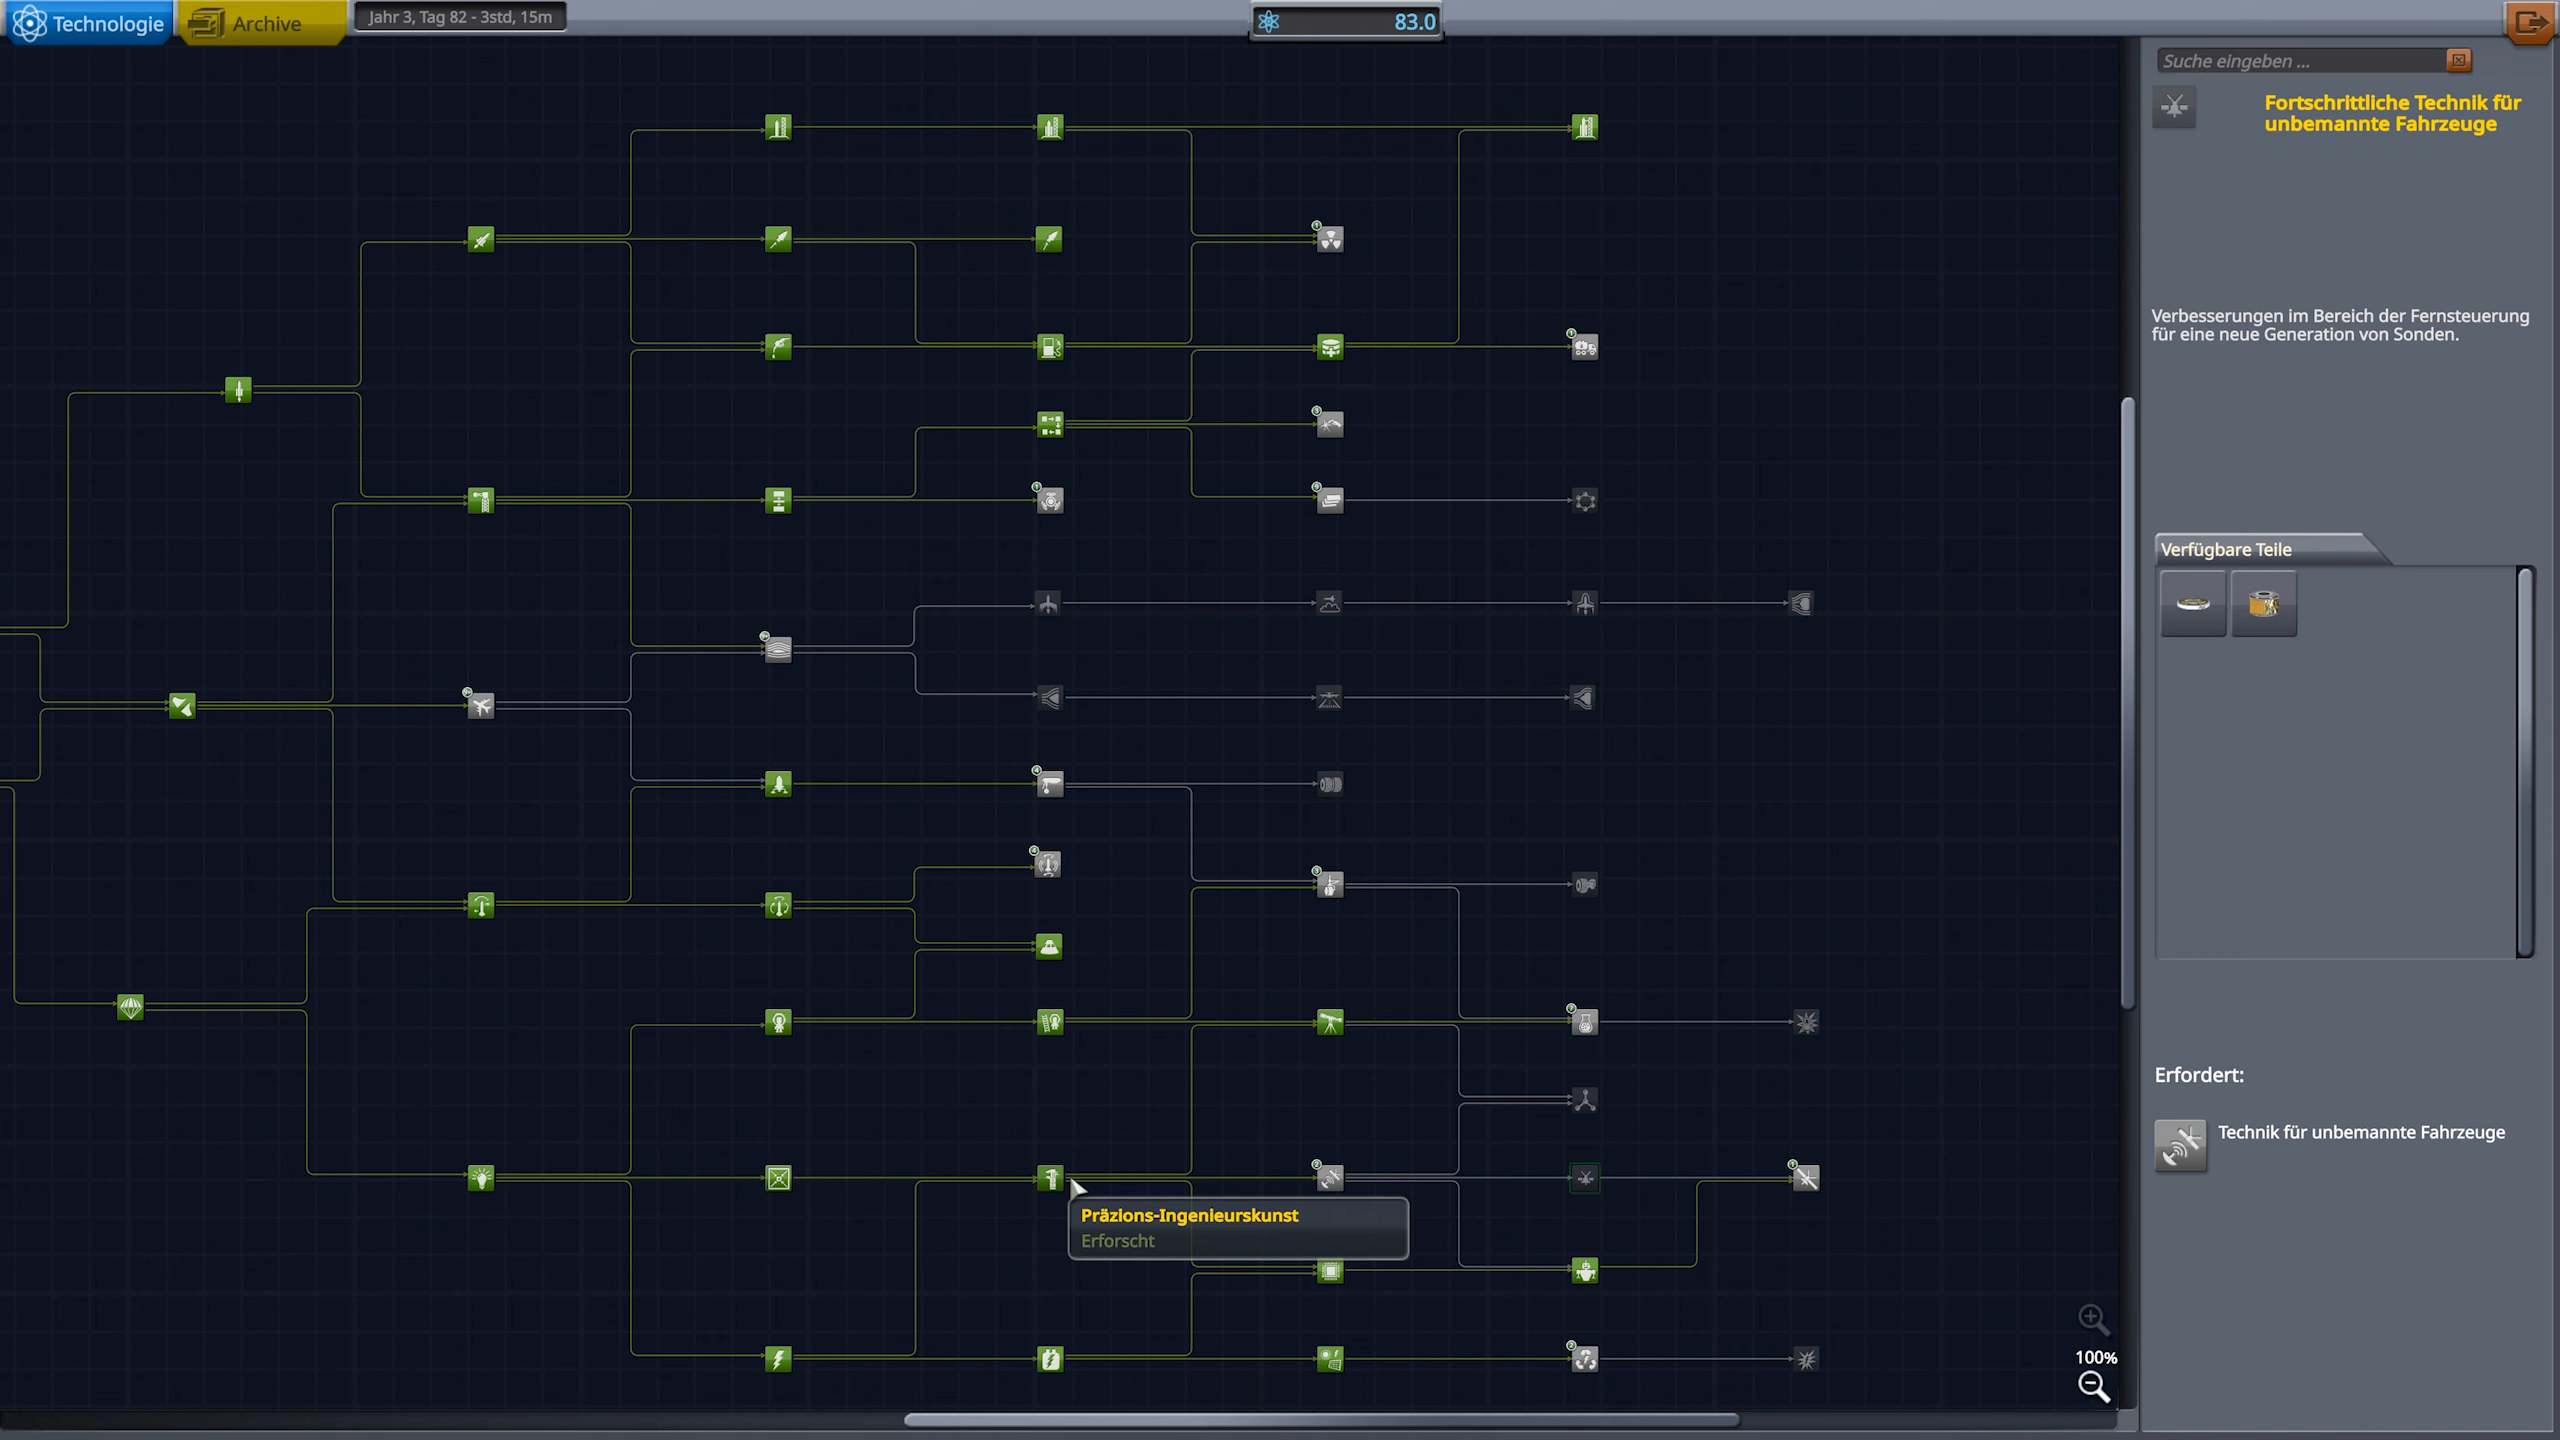 Technologie
Archive
Jahr 3, Tag 82 - 3std, 15m
83.0
Suche eingeben ...
Fortschrittliche Technik für
unbemannte Fahrzeuge
Verbesserungen im Bereich der Fernsteuerung
für eine neue Generation von Sonden.
Verfügbare Teile
Erfordert:
Technik für unbemannte Fahrzeuge
Präzions-Ingenieurskunst
Erforscht
100%